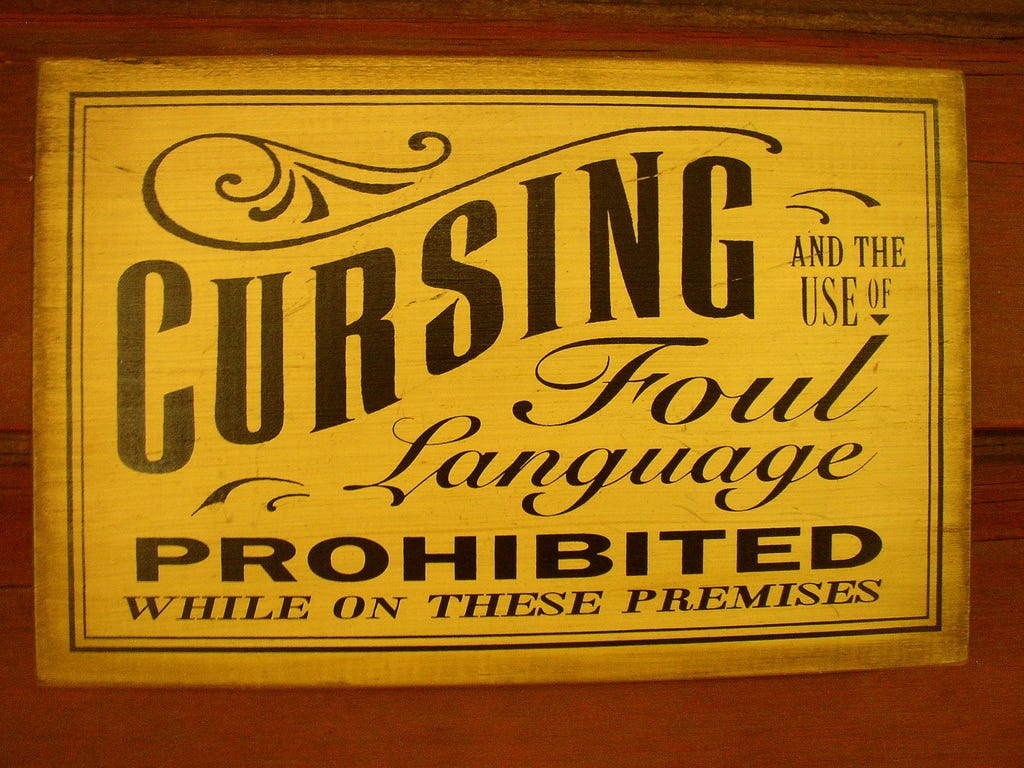 CURSING
AND THE
USE OF
Foul
Language
PROHIBITED
WHILE ON THESE PREMISES